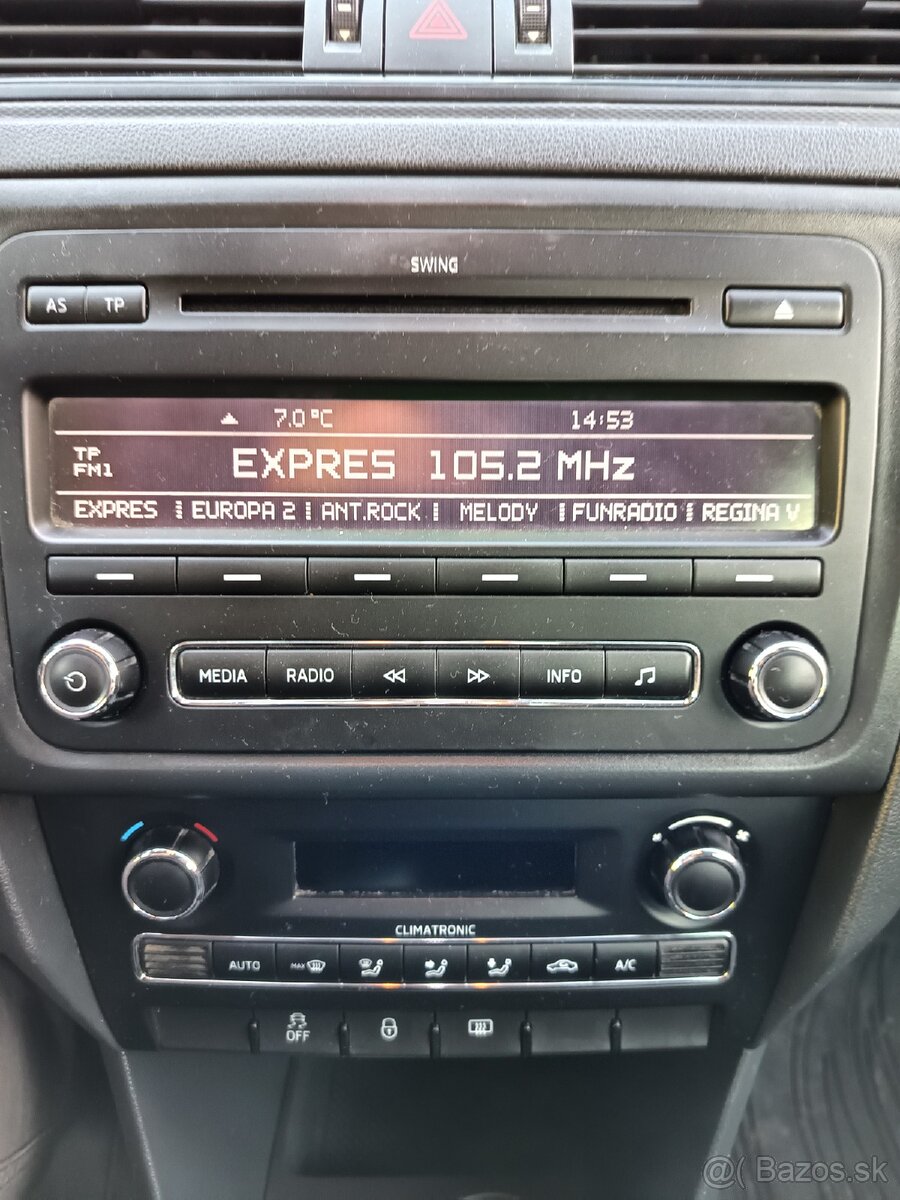 SWING
AS TP
7.0 °C 14:53
TP
FM1
EXPRES 105.2 MHz
EXPRES EUROPA 2 ANT.ROCK MELODY FUNRADIO REGINA V
MEDIA RADIO INFO
CLIMATRONIC
AUTO MAX A/C
OFF
@( Bazos.sk